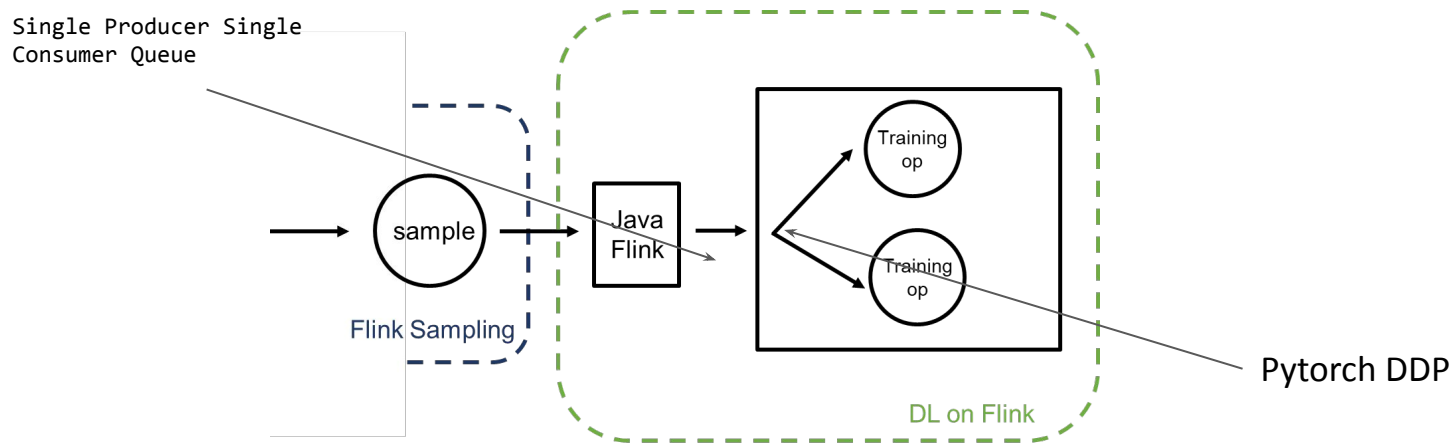 Single Producer Single
Consumer Queue
Training
op
sample
Java
Flink
Training
op
Flink Sampling
Pytorch DDP
DL on Flink